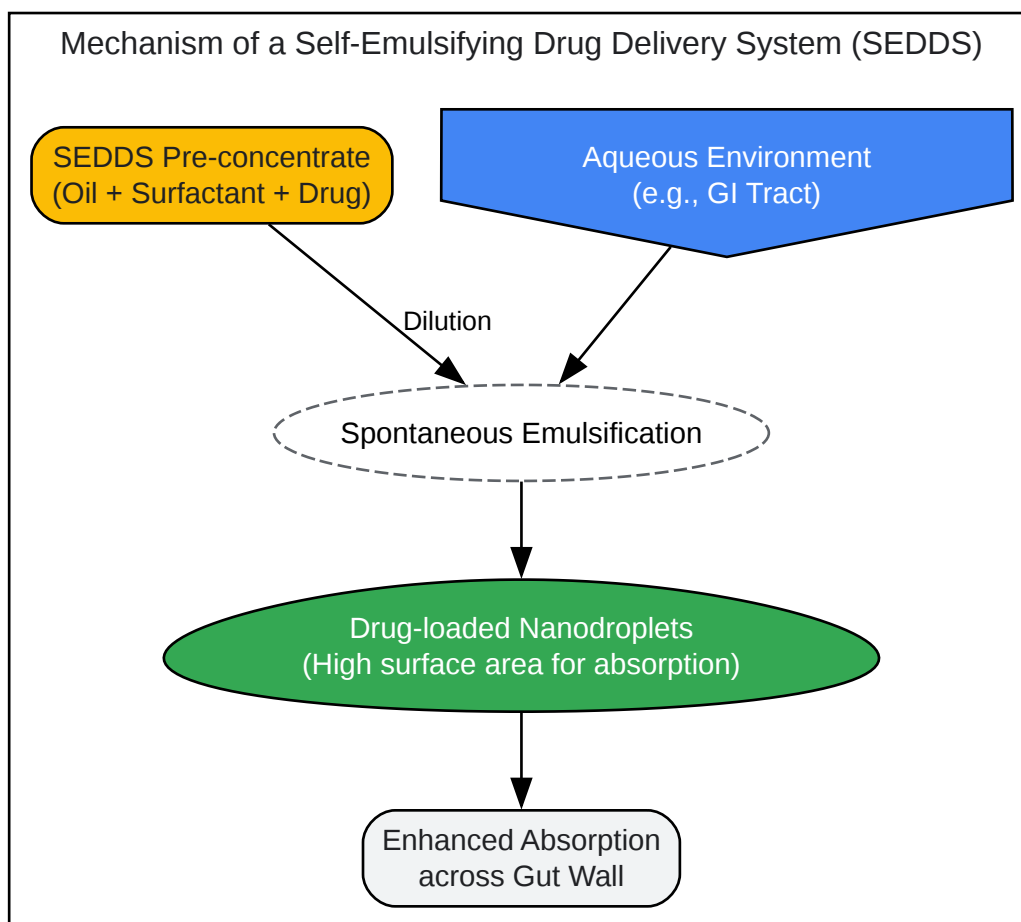 Mechanism of a Self-Emulsifying Drug Delivery System (SEDDS)
SEDDS Pre-concentrate
(Oil + Surfactant + Drug)
Aqueous Environment
(e.g., GI Tract)
Dilution
Spontaneous Emulsification
Drug-loaded Nanodroplets
(High surface area for absorption)
Enhanced Absorption
across Gut Wall